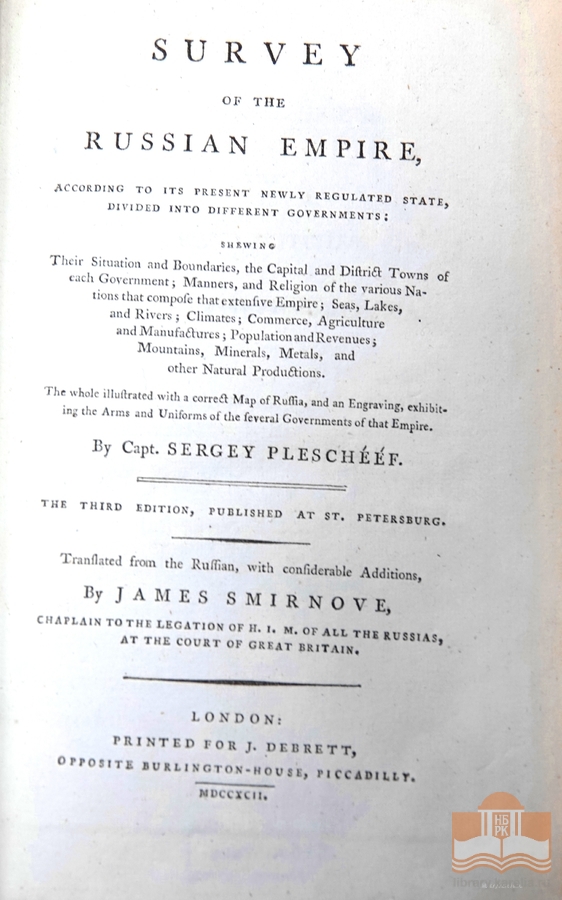 SURVEY
OF THE
RUSSIAN EMPIRE,
ACCORDING TO ITS PRESENT NEWLY REGULATED STATE,
DIVIDED INTO DIFFERENT GOVERNMENTS:
SHEWING
Their Situation and Boundaries, the Capital and Diſtrict Towns of
each Government; Manners, and Religion of the various Na-
tions that compoſe that extenſive Empire; Seas, Lakes,
and Rivers; Climates; Commerce, Agriculture
and Manufactures; Population and Revenues;
Mountains, Minerals, Metals, and
other Natural Productions.
The whole illuſtrated with a correct Map of Ruſſia, and an Engraving, exhibit-
ing the Arms and Uniforms of the ſeveral Governments of that Empire.
By Capt. SERGEY PLESCHÉÉF.
THE THIRD EDITION, PUBLISHED AT ST. PETERSBURG.
Tranſlated from the Ruſſian, with conſiderable Additions,
By JAMES SMIRNOVE,
CHAPLAIN TO THE LEGATION OF H. I. M. OF ALL THE RUSSIAS,
AT THE COURT OF GREAT BRITAIN.
LONDON:
PRINTED FOR J. DEBRETT,
OPPOSITE BURLINGTON-HOUSE, PICCADILLY.
MDCCXCII.
НБ
РК